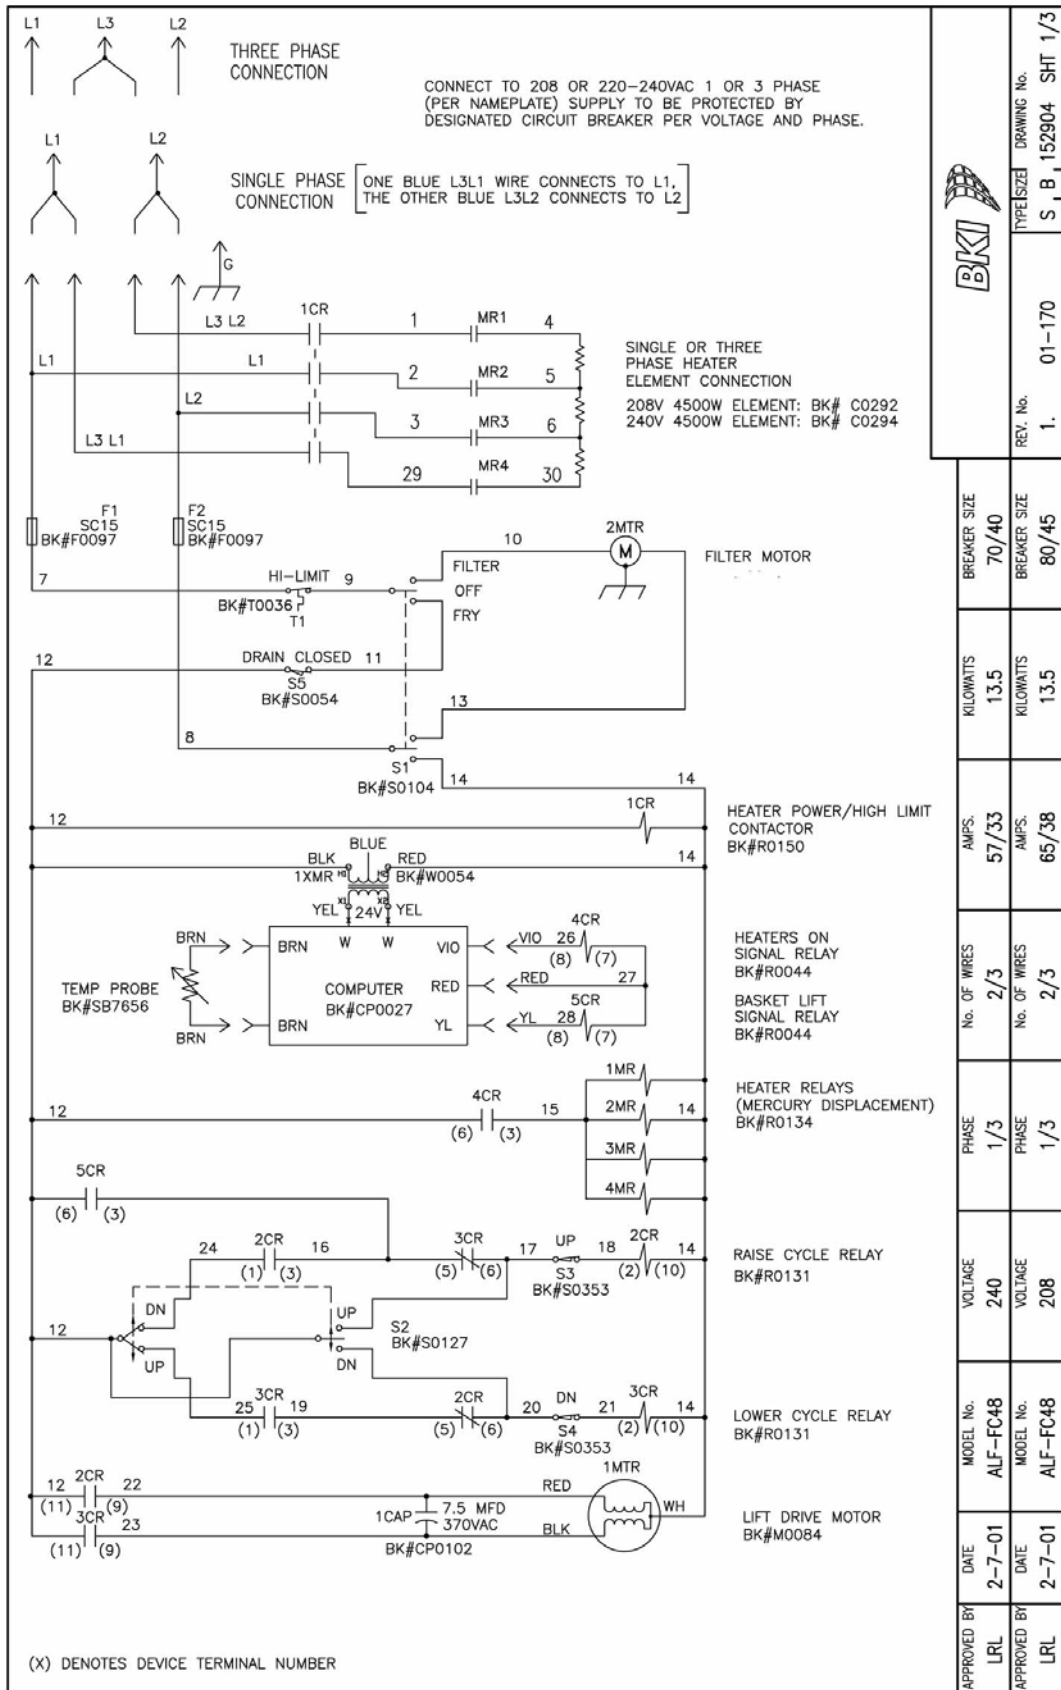 L1 L3 L2
THREE PHASE
CONNECTION
CONNECT TO 208 OR 220-240VAC 1 OR 3 PHASE
(PER NAMEPLATE) SUPPLY TO BE PROTECTED BY
DESIGNATED CIRCUIT BREAKER PER VOLTAGE AND PHASE.
L1 L2
SINGLE PHASE
CONNECTION
ONE BLUE L3L1 WIRE CONNECTS TO L1,
THE OTHER BLUE L3L2 CONNECTS TO L2
G
L3 L2 1CR 1 MR1 4
L1 L1 2 MR2 5
L2 3 MR3 6
L3 L1 29 MR4 30
SINGLE OR THREE
PHASE HEATER
ELEMENT CONNECTION
208V 4500W ELEMENT: BK# C0292
240V 4500W ELEMENT: BK# C0294
F1
SC15
BK#F0097
F2
SC15
BK#F0097
10 2MTR
M
FILTER MOTOR
7 HI-LIMIT 9
BK#T0036
T1
FILTER
OFF
FRY
12 DRAIN CLOSED 11
S5
BK#S0054
13
8
S1
BK#S0104
14 14
12 1CR
HEATER POWER/HIGH LIMIT
CONTACTOR
BK#R0150
BLUE
BLK RED 14
1XMR H1 BK#W0054
X1 X2
YEL 24V YEL
BRN BRN W W VIO VIO 26 4CR
(8) (7)
TEMP PROBE
BK#SB7656
COMPUTER
BK#CP0027
RED RED 27
BRN BRN YL YL 28 5CR
(8) (7)
HEATERS ON
SIGNAL RELAY
BK#R0044
BASKET LIFT
SIGNAL RELAY
BK#R0044
12 4CR 15
(6) (3)
1MR
2MR 14
3MR
4MR
HEATER RELAYS
(MERCURY DISPLACEMENT)
BK#R0134
5CR
(6) (3)
24 2CR 16
(1) (3)
3CR
(5) (6)
17 UP 18
S3
BK#S0353
2CR 14
(2) (10)
RAISE CYCLE RELAY
BK#R0131
12 DN
UP
UP
DN
S2
BK#S0127
25 3CR 19
(1) (3)
2CR
(5) (6)
20 DN 21
S4
BK#S0353
3CR 14
(2) (10)
LOWER CYCLE RELAY
BK#R0131
12 2CR 22
(11) (9)
3CR 23
(11) (9)
1CAP 7.5 MFD
370VAC
BK#CP0102
RED 1MTR
BLK
WH
LIFT DRIVE MOTOR
BK#M0084
(X) DENOTES DEVICE TERMINAL NUMBER
BKI
APPROVED BY DATE MODEL No. VOLTAGE PHASE No. OF WIRES AMPS. KILOWATTS BREAKER SIZE
LRL 2-7-01 ALF-FC48 240 1/3 2/3 57/33 13.5 70/40
APPROVED BY DATE MODEL No. VOLTAGE PHASE No. OF WIRES AMPS. KILOWATTS BREAKER SIZE REV. No. TYPE SIZE DRAWING No.
LRL 2-7-01 ALF-FC48 208 1/3 2/3 65/38 13.5 80/45 1. 01-170 S B 152904 SHT 1/3